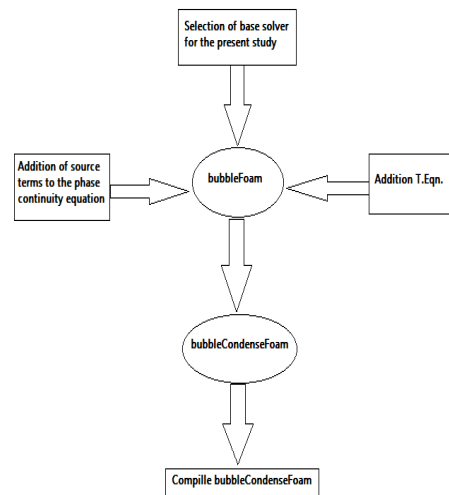 Selection of base solver
for the present study
Addition of source
terms to the phase
continuity equation
bubbleFoam
Addition T.Eqn.
bubbleCondenseFoam
Compille bubbleCondenseFoam